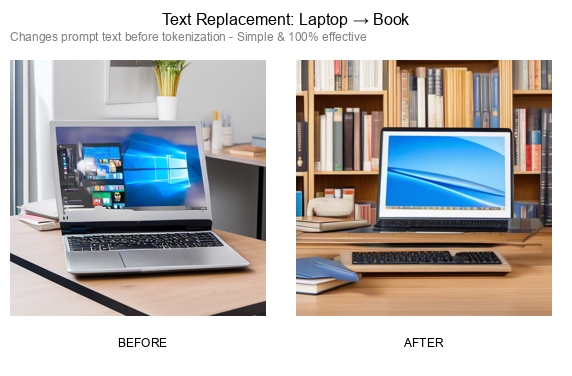 Text Replacement: Laptop → Book
Changes prompt text before tokenization - Simple & 100% effective
BEFORE
AFTER